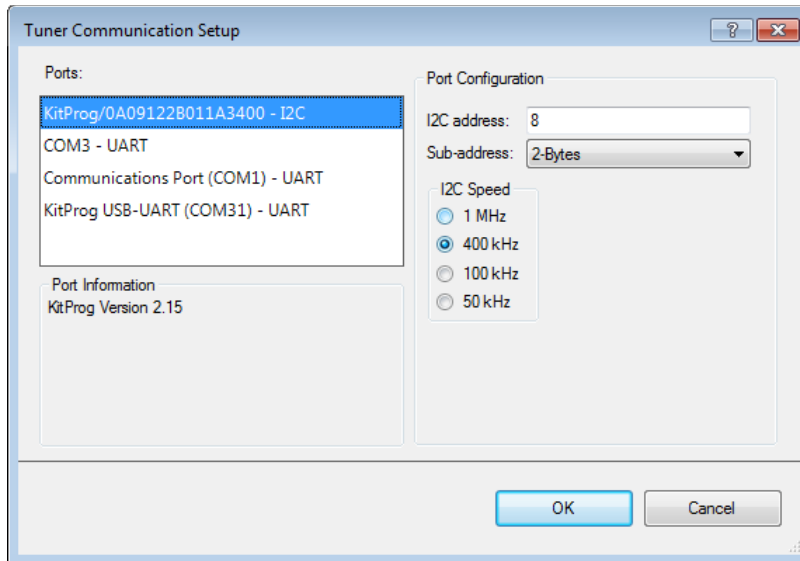 Tuner Communication Setup
Ports:
KitProg/0A09122B011A3400 - I2C
COM3 - UART
Communications Port (COM1) - UART
KitProg USB-UART (COM31) - UART
Port Information
KitProg Version 2.15
Port Configuration
I2C address: 8
Sub-address: 2-Bytes
I2C Speed
1 MHz
400 kHz
100 kHz
50 kHz
OK Cancel